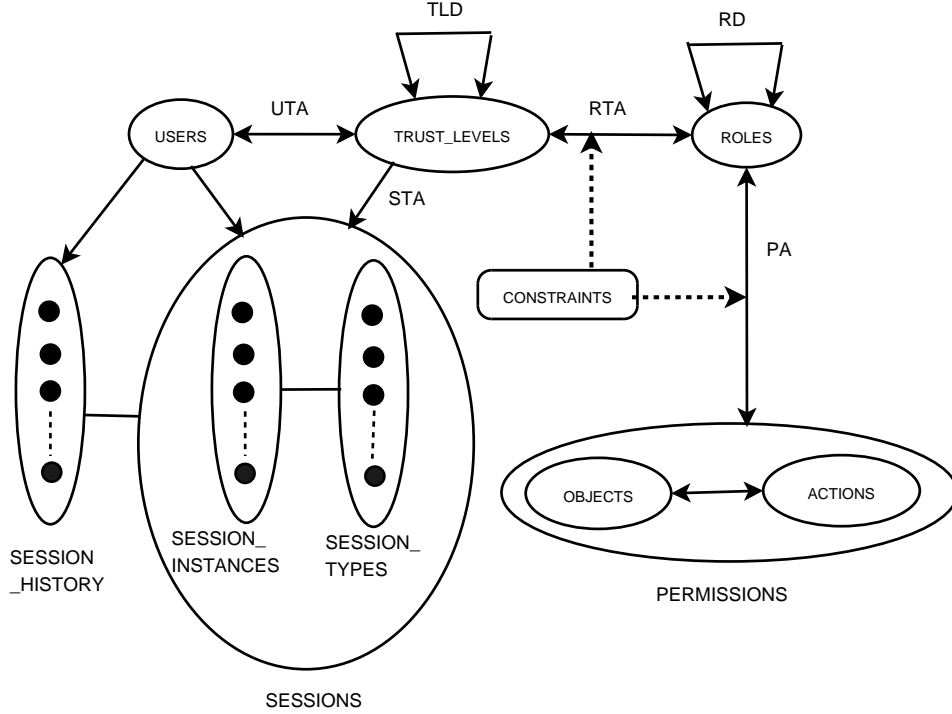 TLD
RD
UTA
RTA
USERS
TRUST_LEVELS
ROLES
STA
PA
CONSTRAINTS
OBJECTS
ACTIONS
SESSION
_HISTORY
SESSION_
INSTANCES
SESSION_
TYPES
PERMISSIONS
SESSIONS